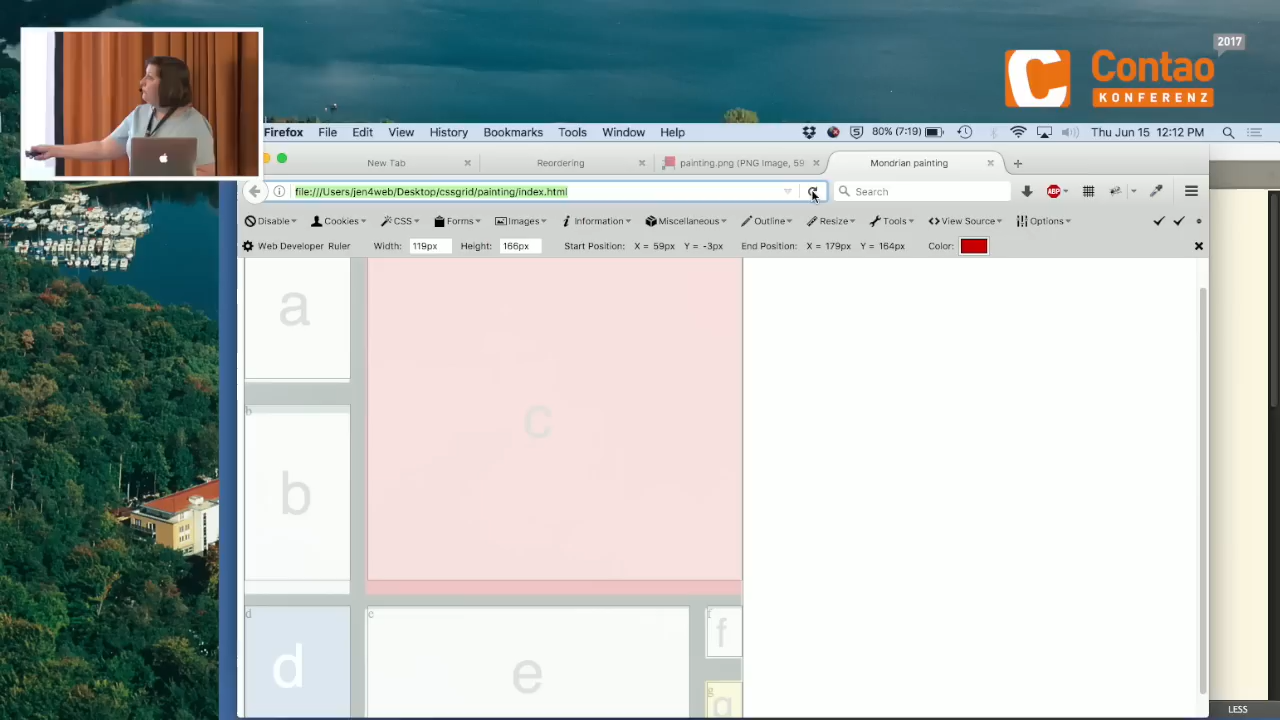 2017
Contao
KONFERENZ
Firefox File Edit View History Bookmarks Tools Window Help 80% (7:19) Thu Jun 15 12:12 PM
New Tab Reordering painting.png (PNG Image, 59 Mondrian painting
file:///Users/jen4web/Desktop/cssgrid/painting/index.html Search ABP
Disable Cookies CSS Forms Images Information Miscellaneous Outline Resize Tools View Source Options
Web Developer Ruler Width: 119px Height: 166px Start Position: X = 59px Y = -3px End Position: X = 179px Y = 164px Color:
a
c
b
b
d
e
f
f
d
e
g
g
LESS